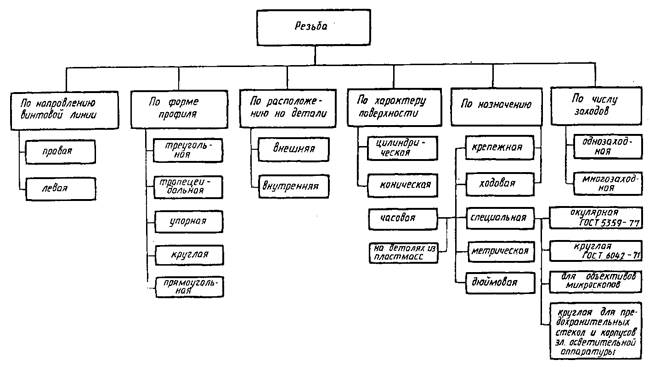 Резьба
По направлению
винтовой линии
правая
левая
По форме
профиля
треуголь-
ная
трапецеи-
дальная
упорная
круглая
прямоуголь-
ная
По расположе-
нию на детали
внешняя
внутренняя
По характеру
поверхности
цилиндри-
ческая
коническая
часовая
на деталях из
пластмасс
По назначению
крепежная
ходовая
специальная
метрическая
дюймовая
По числу
заходов
однозаход-
ная
многозаход-
ная
окулярная
ГОСТ 5359-77
круглая
ГОСТ 6042-71
для объективов
микроскопов
круглая для пре-
дохранительных
стекол и корпусов
эл. осветительной
аппаратуры